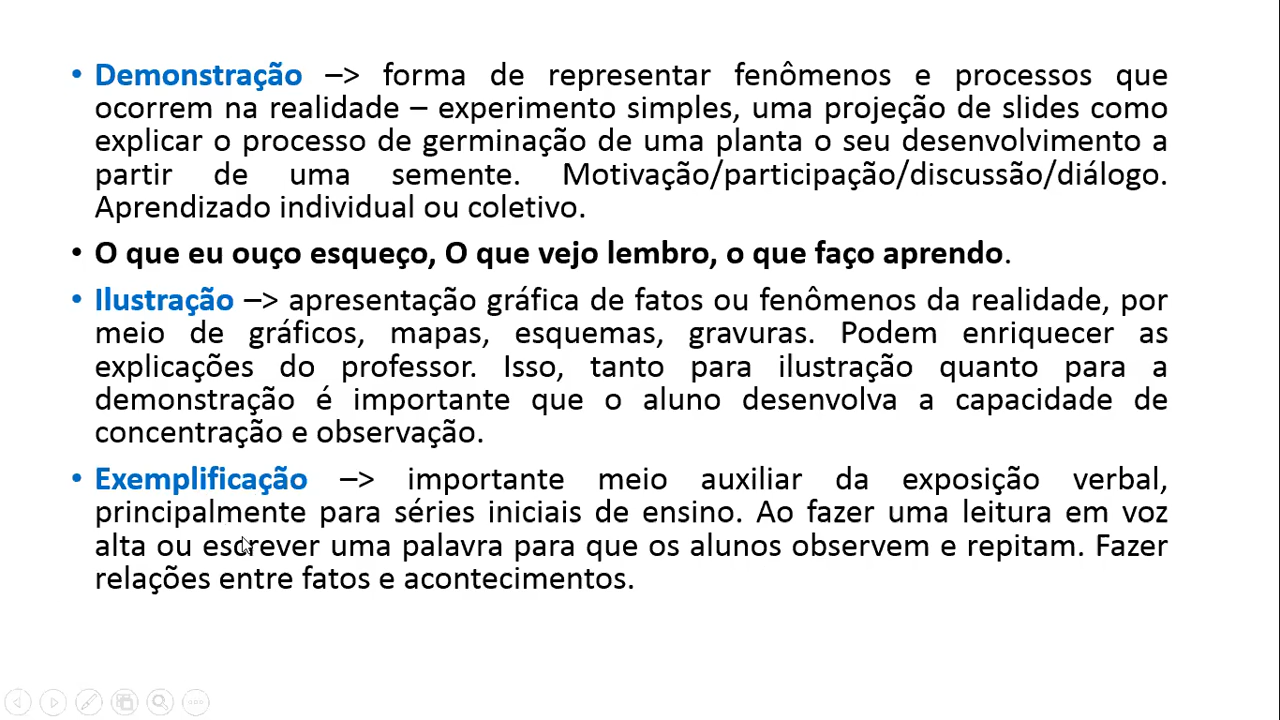 • Demonstração –> forma de representar fenômenos e processos que
ocorrem na realidade – experimento simples, uma projeção de slides como
explicar o processo de germinação de uma planta o seu desenvolvimento a
partir de uma semente. Motivação/participação/discussão/diálogo.
Aprendizado individual ou coletivo.
• O que eu ouço esqueço, O que vejo lembro, o que faço aprendo.
• Ilustração –> apresentação gráfica de fatos ou fenômenos da realidade, por
meio de gráficos, mapas, esquemas, gravuras. Podem enriquecer as
explicações do professor. Isso, tanto para ilustração quanto para a
demonstração é importante que o aluno desenvolva a capacidade de
concentração e observação.
• Exemplificação –> importante meio auxiliar da exposição verbal,
principalmente para séries iniciais de ensino. Ao fazer uma leitura em voz
alta ou escrever uma palavra para que os alunos observem e repitam. Fazer
relações entre fatos e acontecimentos.